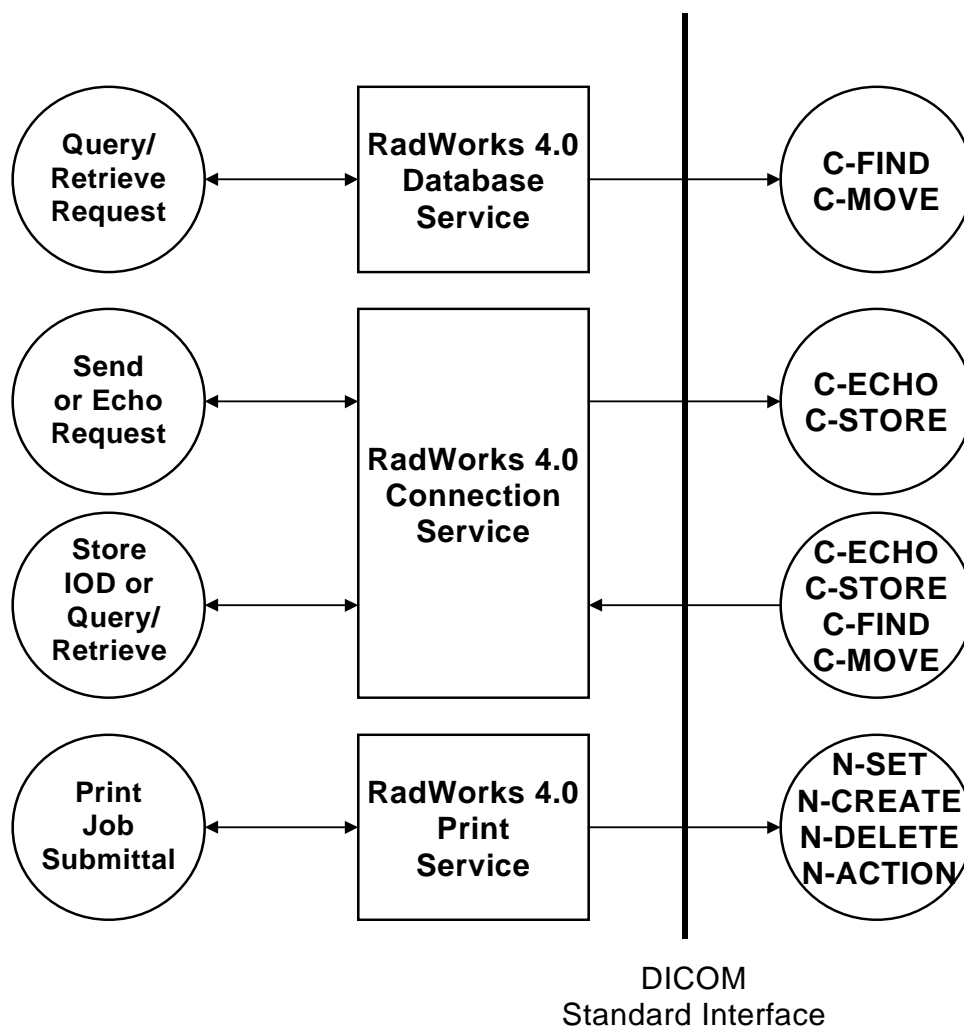 Query/
Retrieve
Request
RadWorks 4.0
Database
Service
C-FIND
C-MOVE
Send
or Echo
Request
RadWorks 4.0
Connection
Service
C-ECHO
C-STORE
Store
IOD or
Query/
Retrieve
C-ECHO
C-STORE
C-FIND
C-MOVE
Print
Job
Submittal
RadWorks 4.0
Print
Service
N-SET
N-CREATE
N-DELETE
N-ACTION
DICOM
Standard Interface